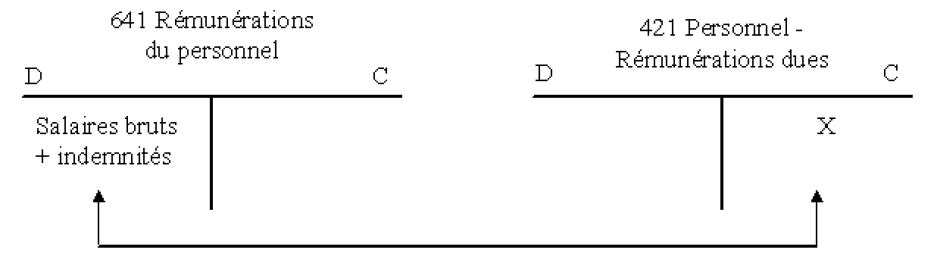 641 Rémunérations
du personnel
D
C
Salaires bruts
+ indemnités
421 Personnel -
Rémunérations dues
D
C
X